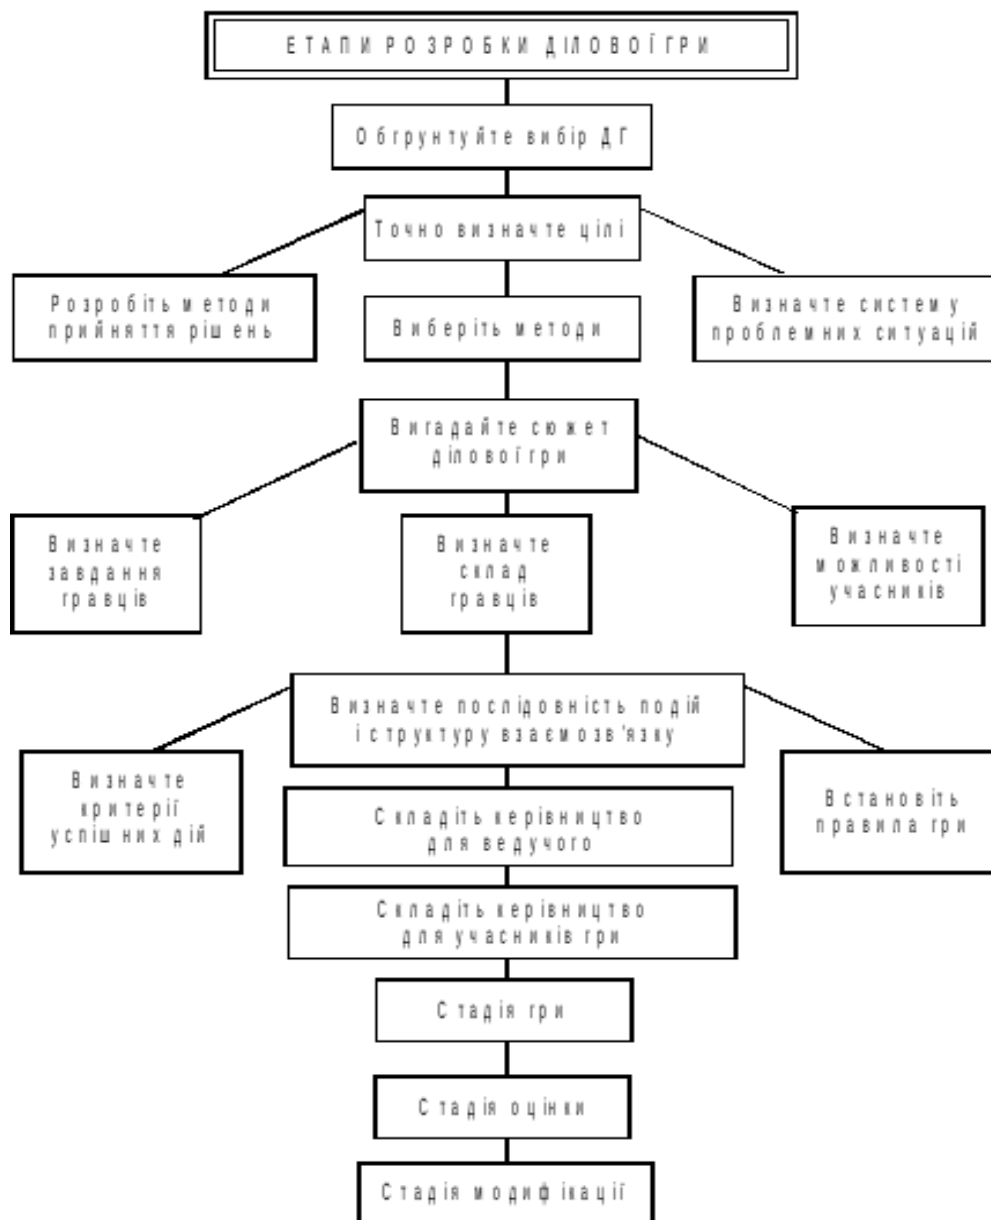 ЕТАПИ РОЗРОБКИ ДІЛОВОЇ ГРИ
Обгрунтуйте вибір ДГ
Точно визначте цілі
Розробіть методи
прийняття рішень
Виберіть методи
Визначте систему
проблемних ситуацій
Вигадайте сюжет
ділової гри
Визначте
завдання
гравців
Визначте
склад
гравців
Визначте
можливості
учасників
Визначте послідовність подій
і структуру взаємозв'язку
Визначте
критерії
успішних дій
Складіть керівництво
для ведучого
Встановіть
правила гри
Складіть керівництво
для учасників гри
Стадія гри
Стадія оцінки
Стадія модифікації